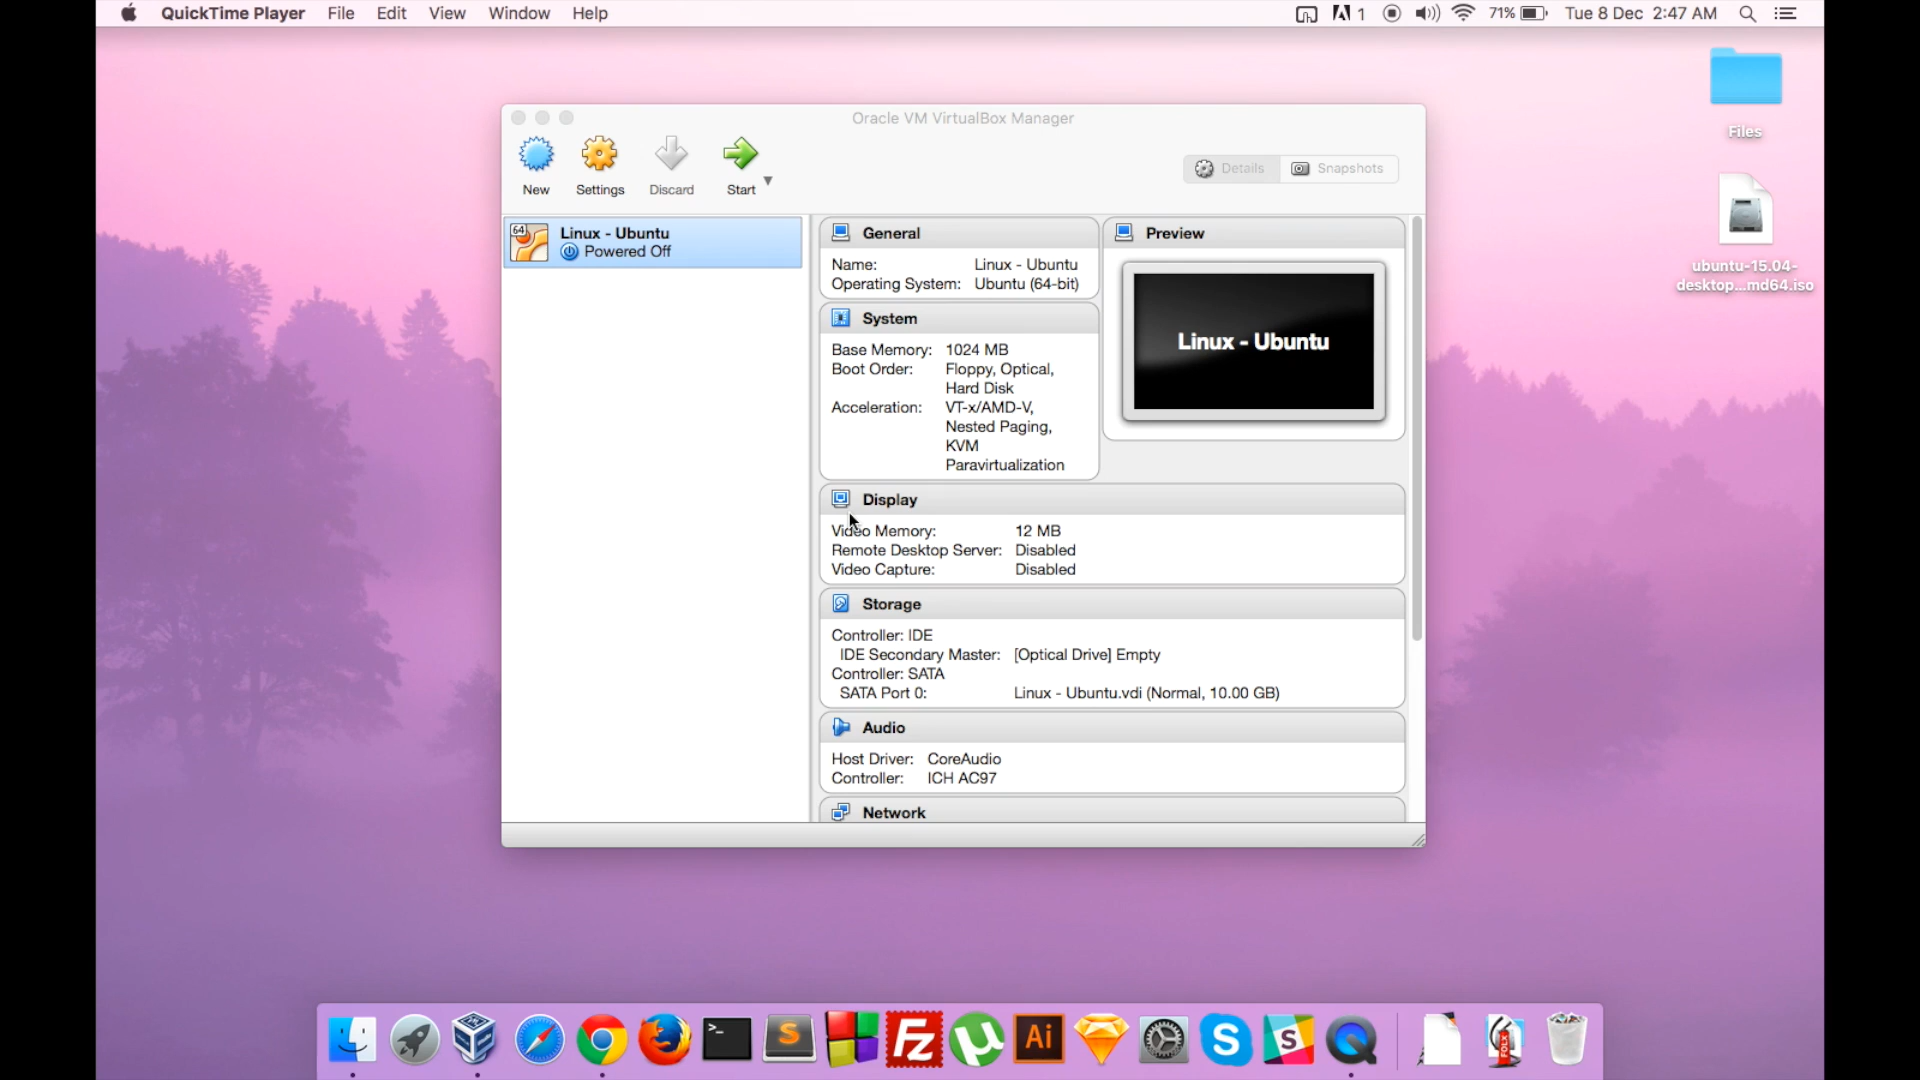 QuickTime Player File Edit View Window Help
1 71% Tue 8 Dec 2:47 AM
Files
ubuntu-15.04-
desktop...md64.iso
Oracle VM VirtualBox Manager
New Settings Discard Start
Details Snapshots
64
Linux - Ubuntu
Powered Off
General
Name: Linux - Ubuntu
Operating System: Ubuntu (64-bit)
System
Base Memory: 1024 MB
Boot Order: Floppy, Optical,
Hard Disk
Acceleration: VT-x/AMD-V,
Nested Paging,
KVM
Paravirtualization
Preview
Linux - Ubuntu
Display
Video Memory: 12 MB
Remote Desktop Server: Disabled
Video Capture: Disabled
Storage
Controller: IDE
IDE Secondary Master: [Optical Drive] Empty
Controller: SATA
SATA Port 0: Linux - Ubuntu.vdi (Normal, 10.00 GB)
Audio
Host Driver: CoreAudio
Controller: ICH AC97
Network
>_ S Fz µ Ai S S FOLX